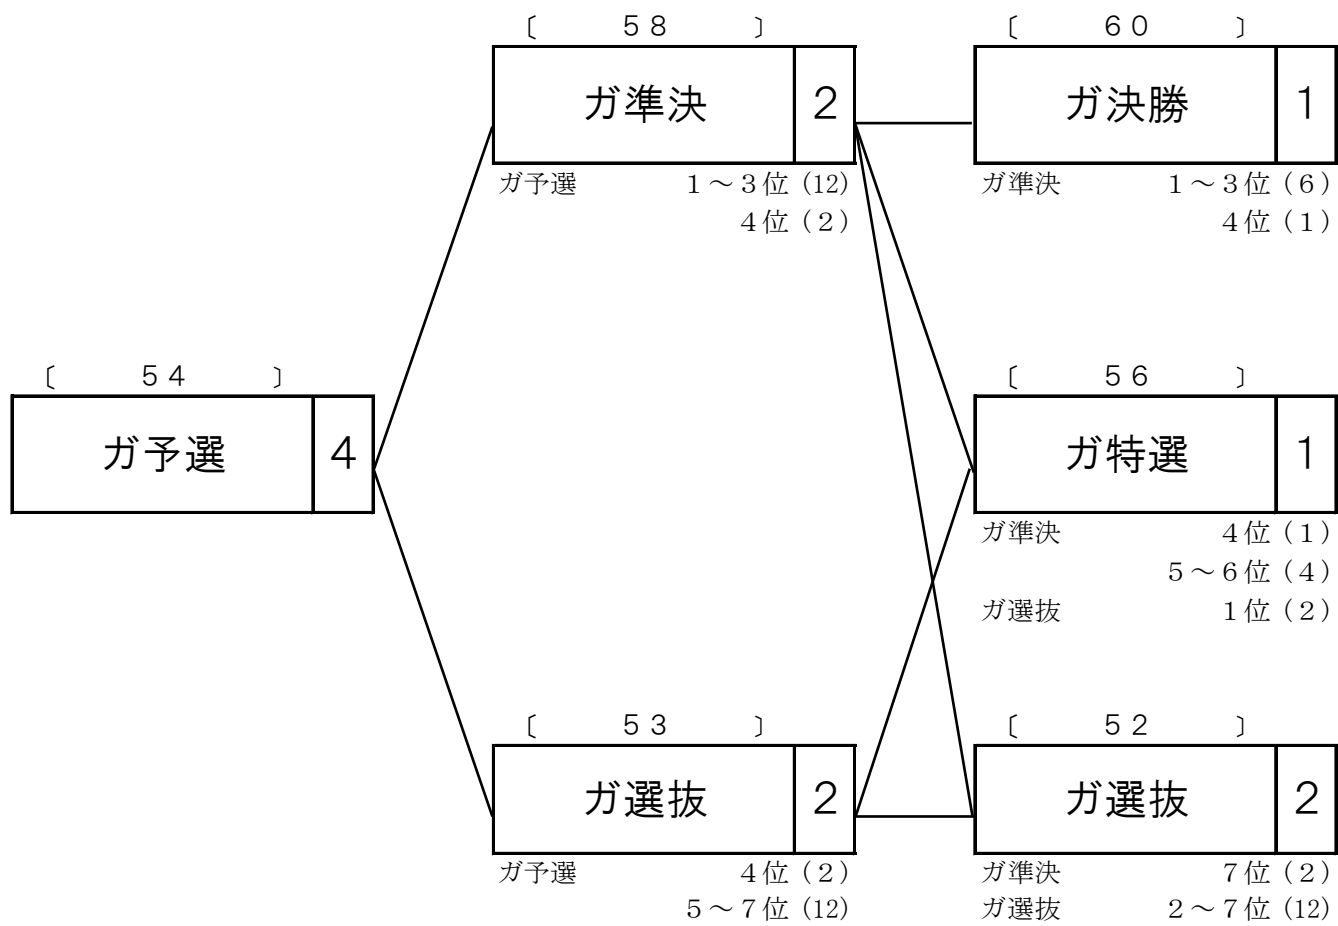 〔 ５４ 〕
ガ予選 ４
〔 ５８ 〕
ガ準決 ２
ガ予選 １～３位（12）
４位（２）
〔 ５３ 〕
ガ選抜 ２
ガ予選 ４位（２）
５～７位（12）
〔 ６０ 〕
ガ決勝 １
ガ準決 １～３位（６）
４位（１）
〔 ５６ 〕
ガ特選 １
ガ準決 ４位（１）
５～６位（４）
ガ選抜 １位（２）
〔 ５２ 〕
ガ選抜 ２
ガ準決 ７位（２）
ガ選抜 ２～７位（12）